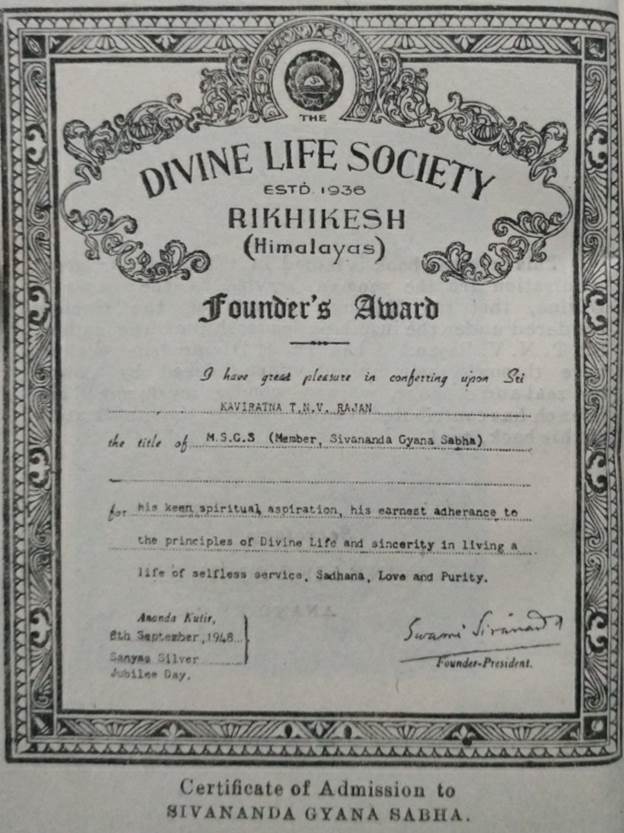 THE
DIVINE LIFE SOCIETY
ESTD. 1936
RIKHIKESH
(Himalayas)
Founder's Award
I have great pleasure in conferring upon Sri
KAVIRATNA T.N.V. RAJAN
the title of M.S.G.S (Member, Sivananda Gyana Sabha)
for his keen spiritual aspiration, his earnest adherance to
the principles of Divine Life and sincerity in living a
life of selfless service, Sadhana, Love and Purity.
Ananda Kutir,
8th September, 1948
Sanyas Silver
Jubilee Day.
Swami Sivananda
Founder-President.
Certificate of Admission to
SIVANANDA GYANA SABHA.